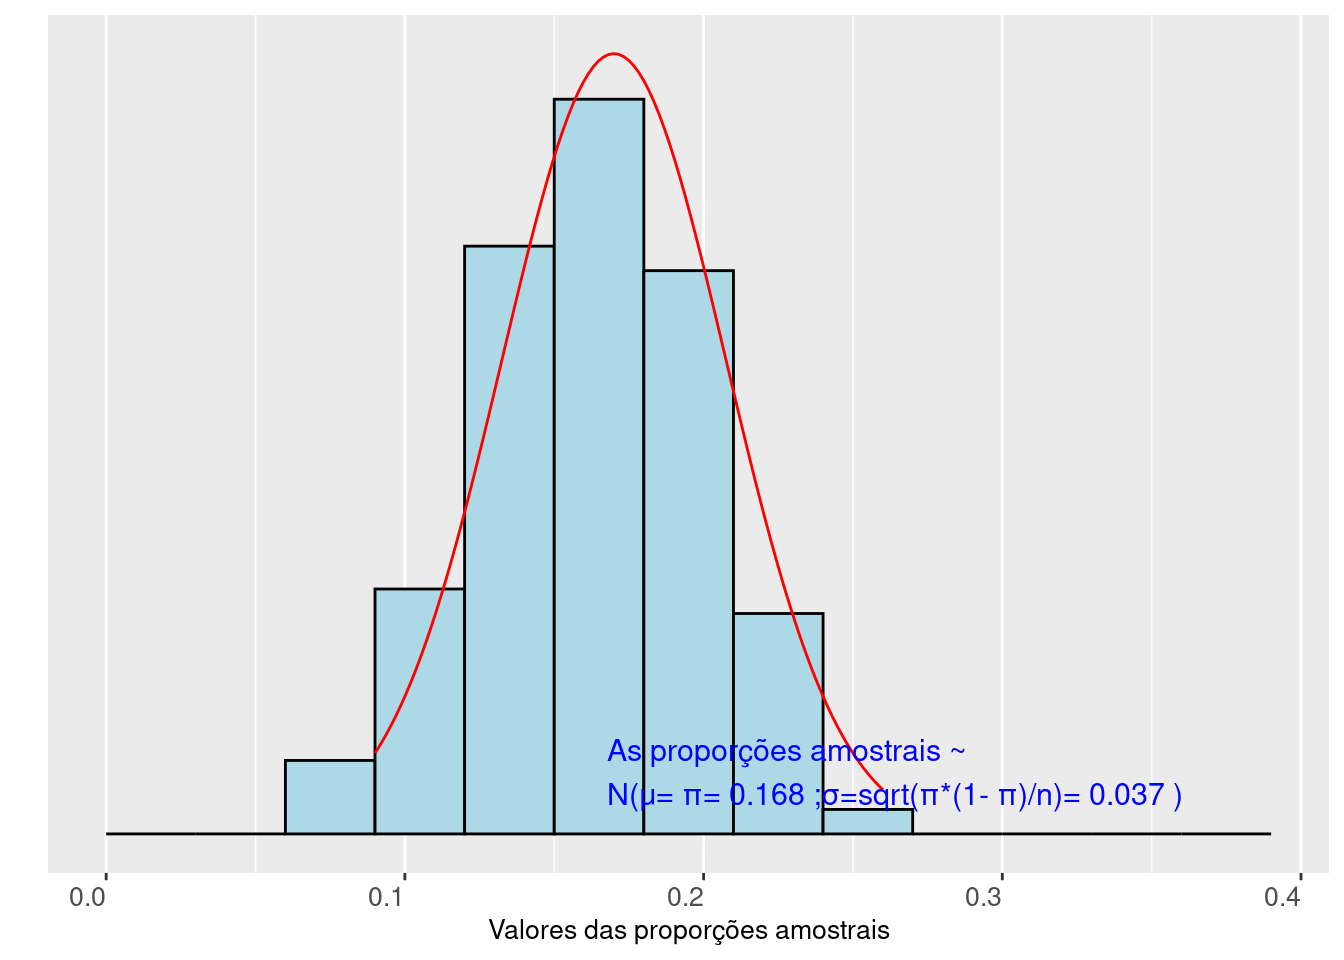 As proporções amostrais ~
N(μ= π= 0.168 ;σ=sqrt(π*(1- π)/n)= 0.037 )
0.0 0.1 0.2 0.3 0.4
Valores das proporções amostrais